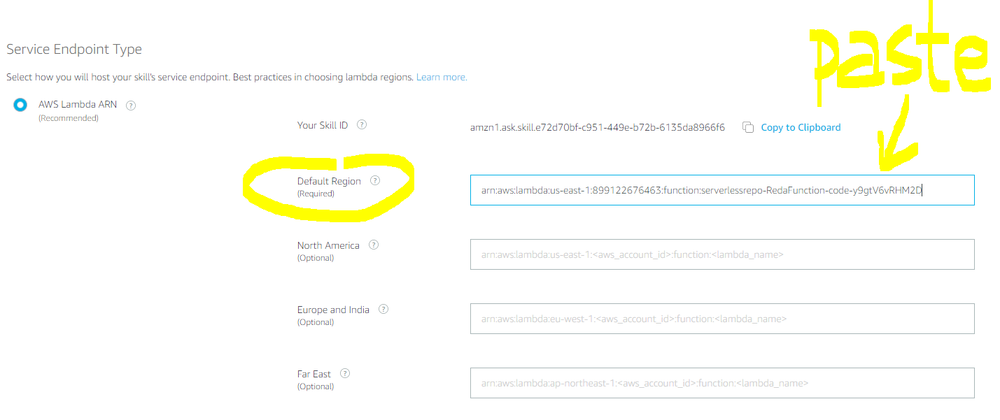 paste
Service Endpoint Type
Select how you will host your skill's service endpoint. Best practices in choosing lambda regions. Learn more.
AWS Lambda ARN ?
(Recommended)
Your Skill ID ?
amzn1.ask.skill.e72d70bf-c951-449e-b72b-6135da8966f6
Copy to Clipboard
Default Region ?
(Required)
arn:aws:lambda:us-east-1:899122676463:function:serverlessrepo-RedaFunction-code-y9gtV6vRHM2D
North America ?
(Optional)
arn:aws:lambda:us-east-1:<aws_account_id>:function:<lambda_name>
Europe and India ?
(Optional)
arn:aws:lambda:eu-west-1:<aws_account_id>:function:<lambda_name>
Far East ?
(Optional)
arn:aws:lambda:ap-northeast-1:<aws_account_id>:function:<lambda_name>